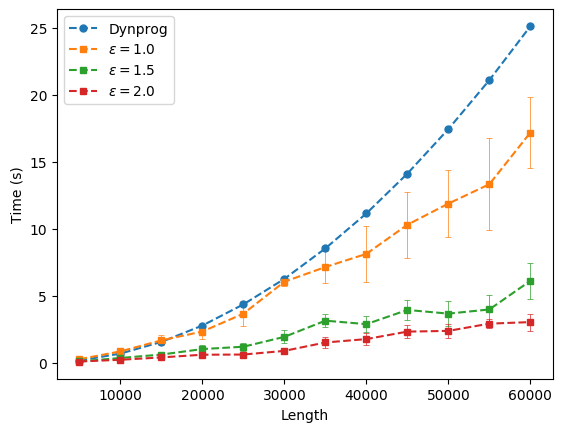 Dynprog
ε = 1.0
ε = 1.5
ε = 2.0
25
20
15
10
5
0
Time (s)
10000 20000 30000 40000 50000 60000
Length